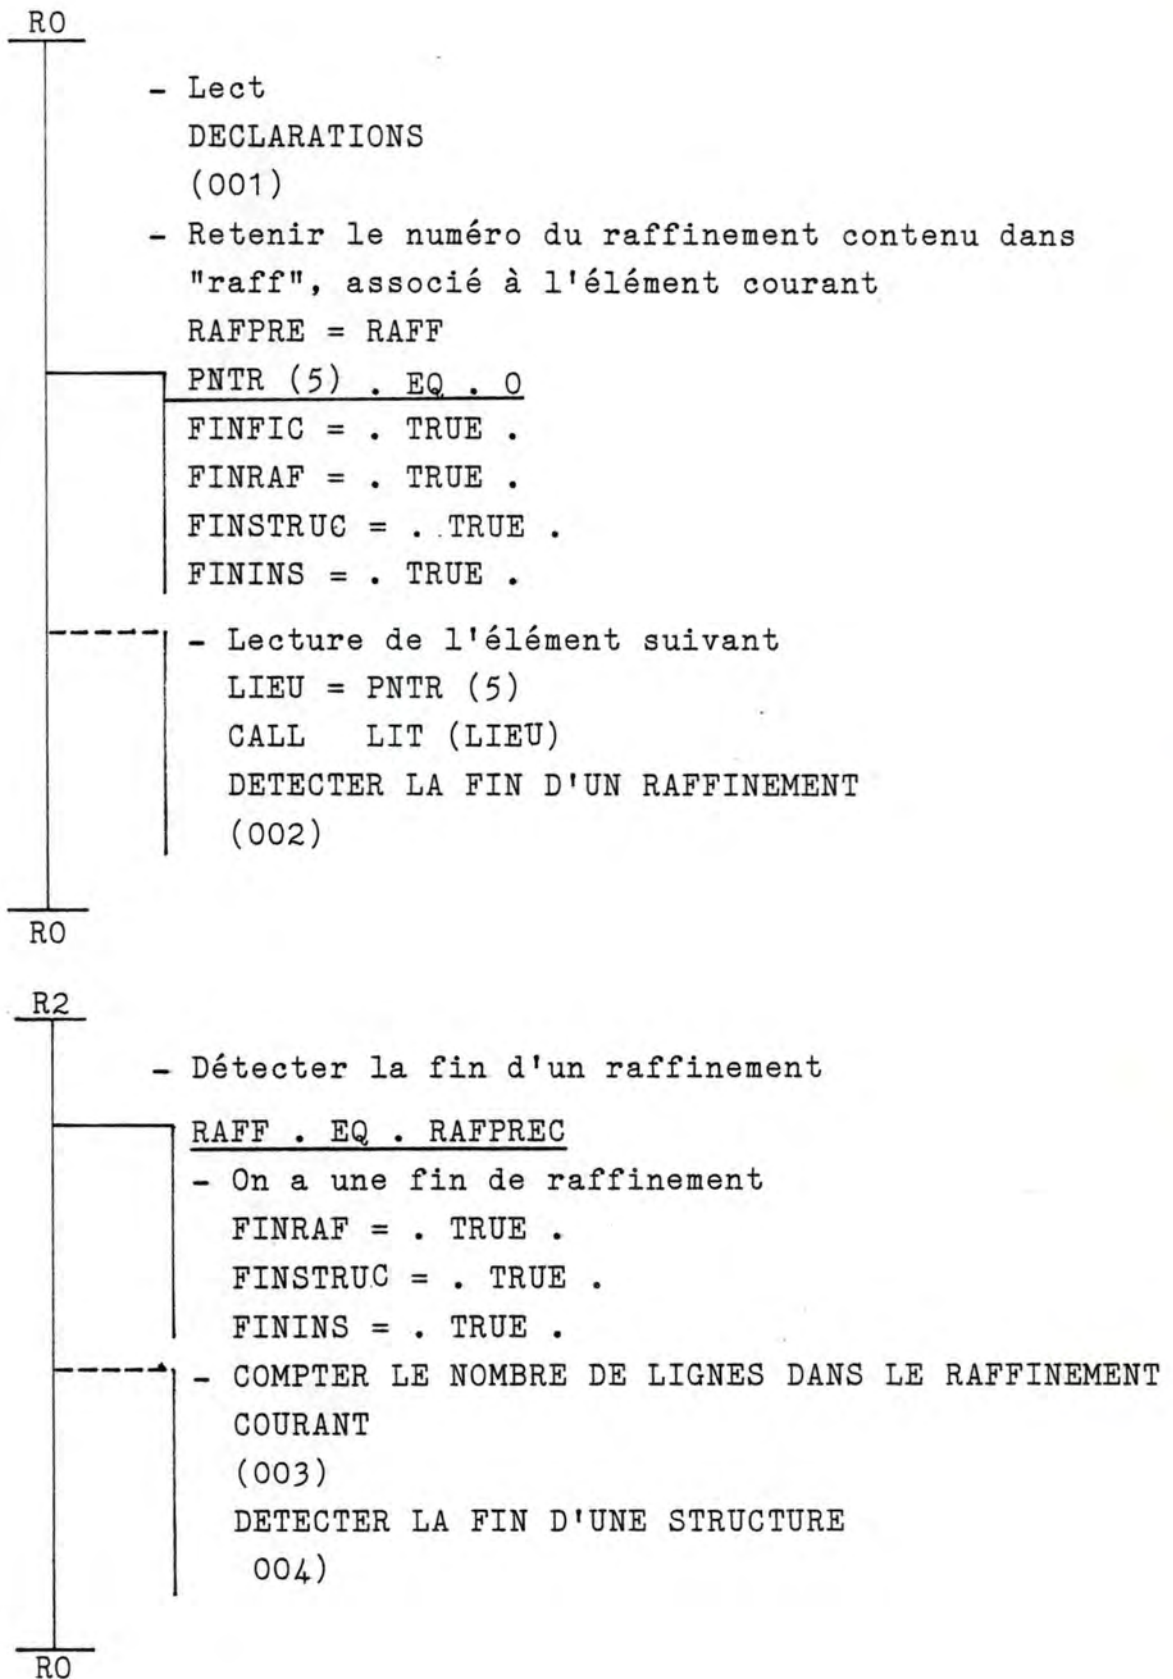 RO
- Lect
DECLARATIONS
(001)
- Retenir le numéro du raffinement contenu dans
"raff", associé à l'élément courant
RAFPRE = RAFF
PNTR (5) . EQ . O
FINFIC = . TRUE .
FINRAF = . TRUE .
FINSTRUC = . TRUE .
FININS = . TRUE .
- Lecture de l'élément suivant
LIEU = PNTR (5)
CALL LIT (LIEU)
DETECTER LA FIN D'UN RAFFINEMENT
(002)
RO
R2
- Détecter la fin d'un raffinement
RAFF . EQ . RAFPREC
- On a une fin de raffinement
FINRAF = . TRUE .
FINSTRUC = . TRUE .
FININS = . TRUE .
- COMPTER LE NOMBRE DE LIGNES DANS LE RAFFINEMENT
COURANT
(003)
DETECTER LA FIN D'UNE STRUCTURE
004)
RO